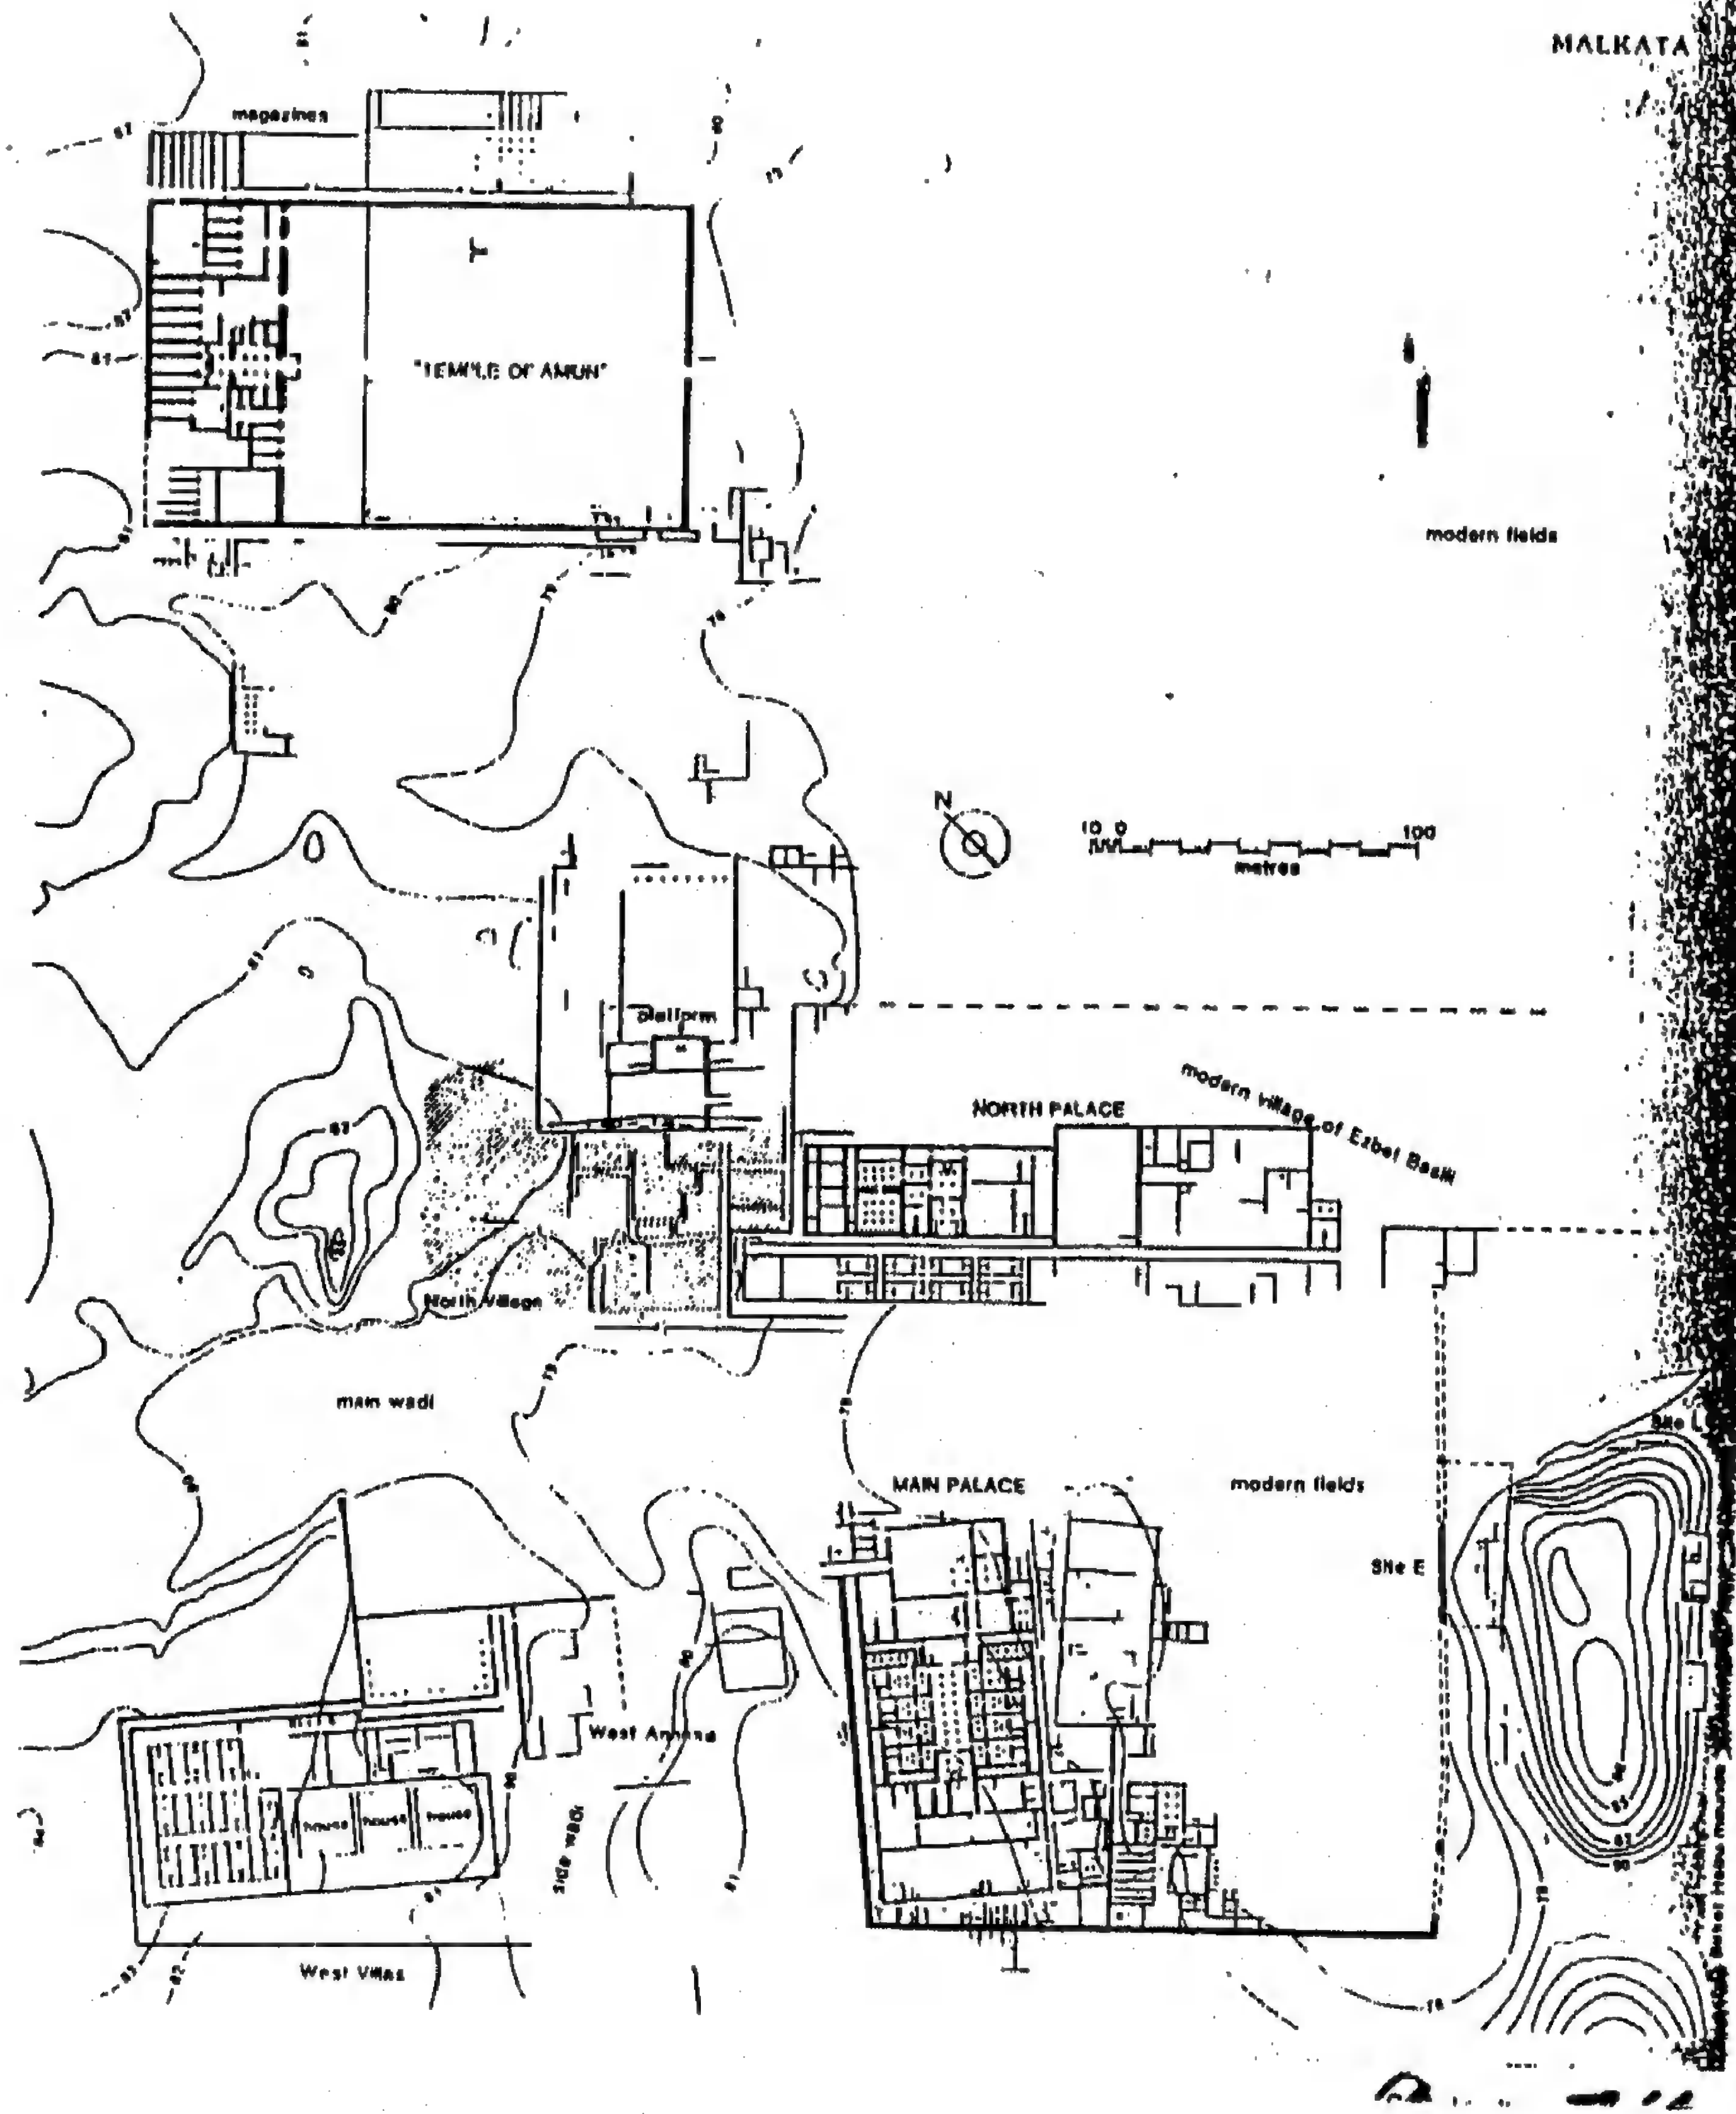 MALKATA
magazines
"TEMPLE OF AMUN"
modern fields
N
10 0 100
metres
platform
modern village of Ezbet Basili
NORTH PALACE
North Village
main wadi
Site
MAIN PALACE
modern fields
Site E
West Annexe
house
house
house
side wadi
West Villas